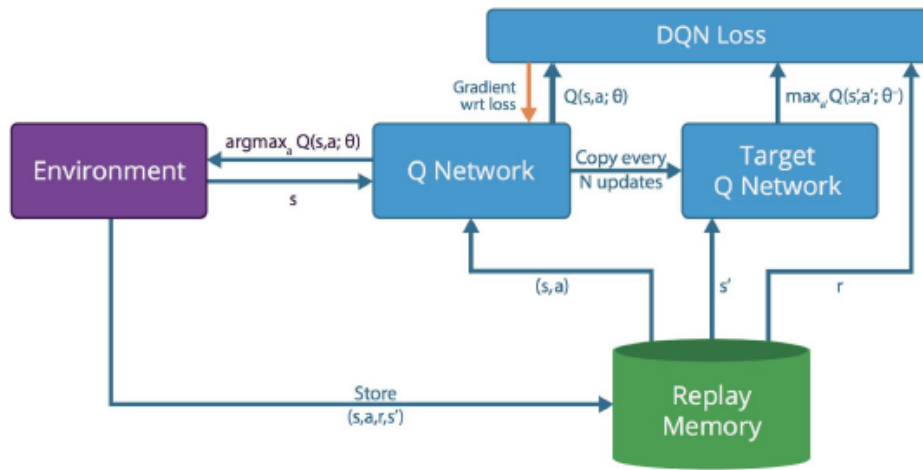 DQN Loss
Gradient
wrt loss
Q(s,a; θ)
maxₐ' Q(s',a'; θ⁻)
argmaxₐ Q(s,a; θ)
Environment
s
Q Network
Copy every
N updates
Target
Q Network
(s,a)
s'
r
Store
(s,a,r,s')
Replay
Memory